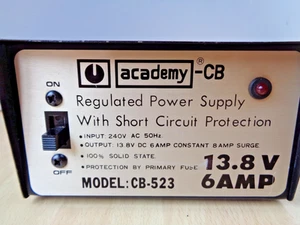 academy-CB
ON
Regulated Power Supply
With Short Circuit Protection
• INPUT: 240V AC 50Hz.
• OUTPUT: 13.8V DC 6AMP CONSTANT 8AMP SURGE
• 100% SOLID STATE.
• PROTECTION BY PRIMARY
13.8V
OFF
MODEL: CB-523
6AMP